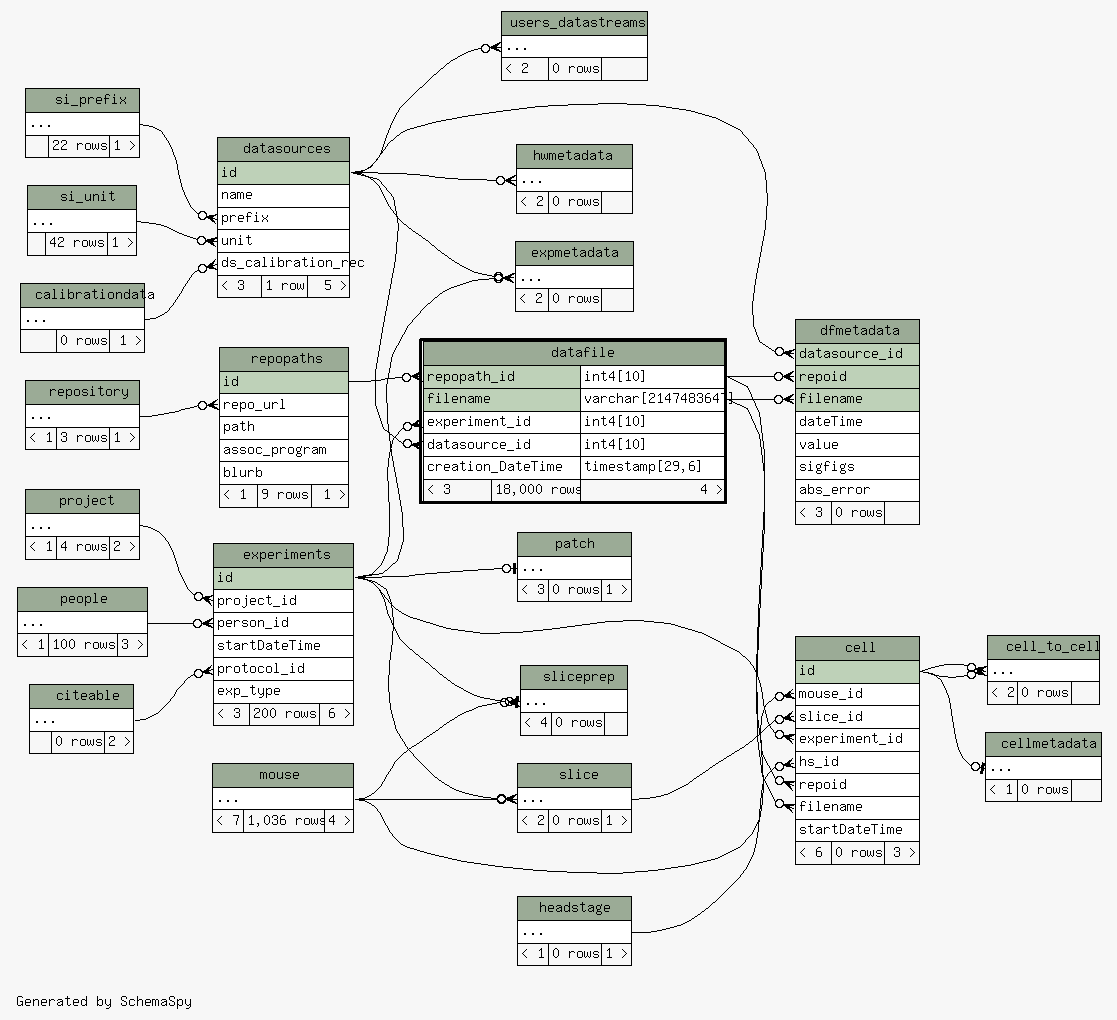 users_datastreams
...
< 2 0 rows
si_prefix
...
22 rows 1 >
datasources
id
name
prefix
unit
ds_calibration_rec
< 3 1 row 5 >
hwmetadata
...
< 2 0 rows
si_unit
...
42 rows 1 >
expmetadata
...
< 2 0 rows
calibrationdata
...
0 rows 1 >
repopaths
id
repo_url
path
assoc_program
blurb
< 1 9 rows 1 >
datafile
repopath_id int4[10]
filename varchar[2147483647]
experiment_id int4[10]
datasource_id int4[10]
creation_DateTime timestamp[29,6]
< 3 18,000 rows 4 >
dfmetadata
datasource_id
repoid
filename
dateTime
value
sigfigs
abs_error
< 3 0 rows
repository
...
< 1 3 rows 1 >
project
...
< 1 4 rows 2 >
experiments
id
project_id
person_id
startDateTime
protocol_id
exp_type
< 3 200 rows 6 >
patch
...
< 3 0 rows 1 >
people
...
< 1 100 rows 3 >
sliceprep
...
< 4 0 rows
cell
id
mouse_id
slice_id
experiment_id
hs_id
repoid
filename
startDateTime
< 6 0 rows 3 >
cell_to_cell
...
< 2 0 rows
citeable
...
0 rows 2 >
cellmetadata
...
< 1 0 rows
mouse
...
< 7 1,036 rows 4 >
slice
...
< 2 0 rows 1 >
headstage
...
< 1 0 rows 1 >
Generated by SchemaSpy